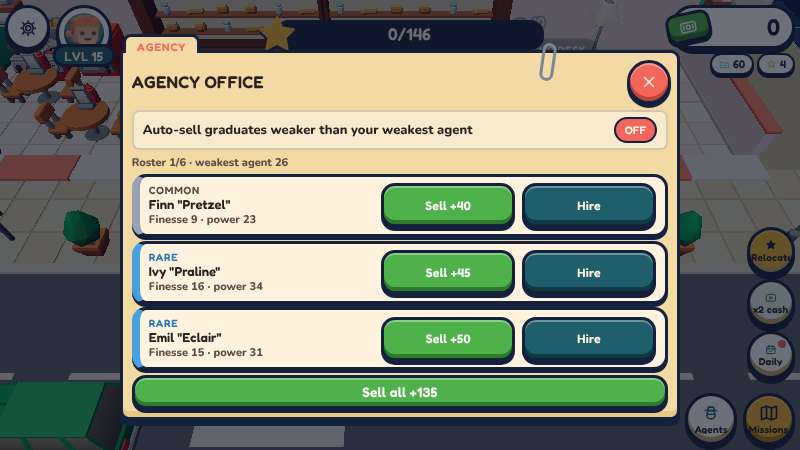 LVL 15
0/146
0
60
4
AGENCY
DESK
AGENCY OFFICE
Auto-sell graduates weaker than your weakest agent
OFF
Roster 1/6 · weakest agent 26
COMMON
Finn "Pretzel"
Finesse 9 · power 23
Sell +40
Hire
RARE
Ivy "Praline"
Finesse 16 · power 34
Sell +45
Hire
RARE
Emil "Eclair"
Finesse 15 · power 31
Sell +50
Hire
Sell all +135
Relocate
x2 cash
Daily
Agents
Missions